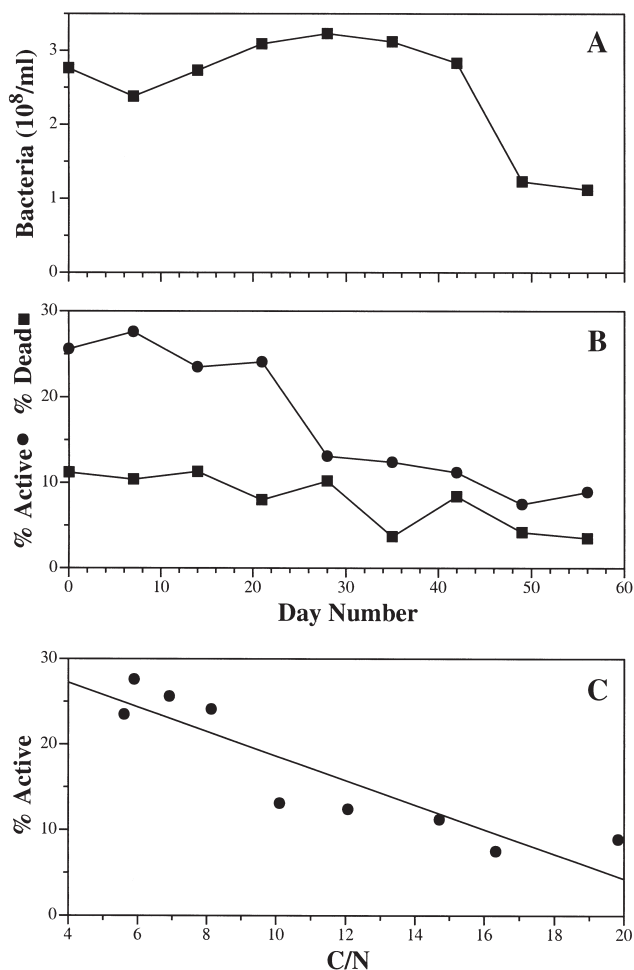 A
Bacteria (10⁸/ml)
3
2
1
0
B
% Active ● % Dead ■
30
20
10
0
0 10 20 30 40 50 60
Day Number
C
% Active
30
20
10
0
4 6 8 10 12 14 16 18 20
C/N